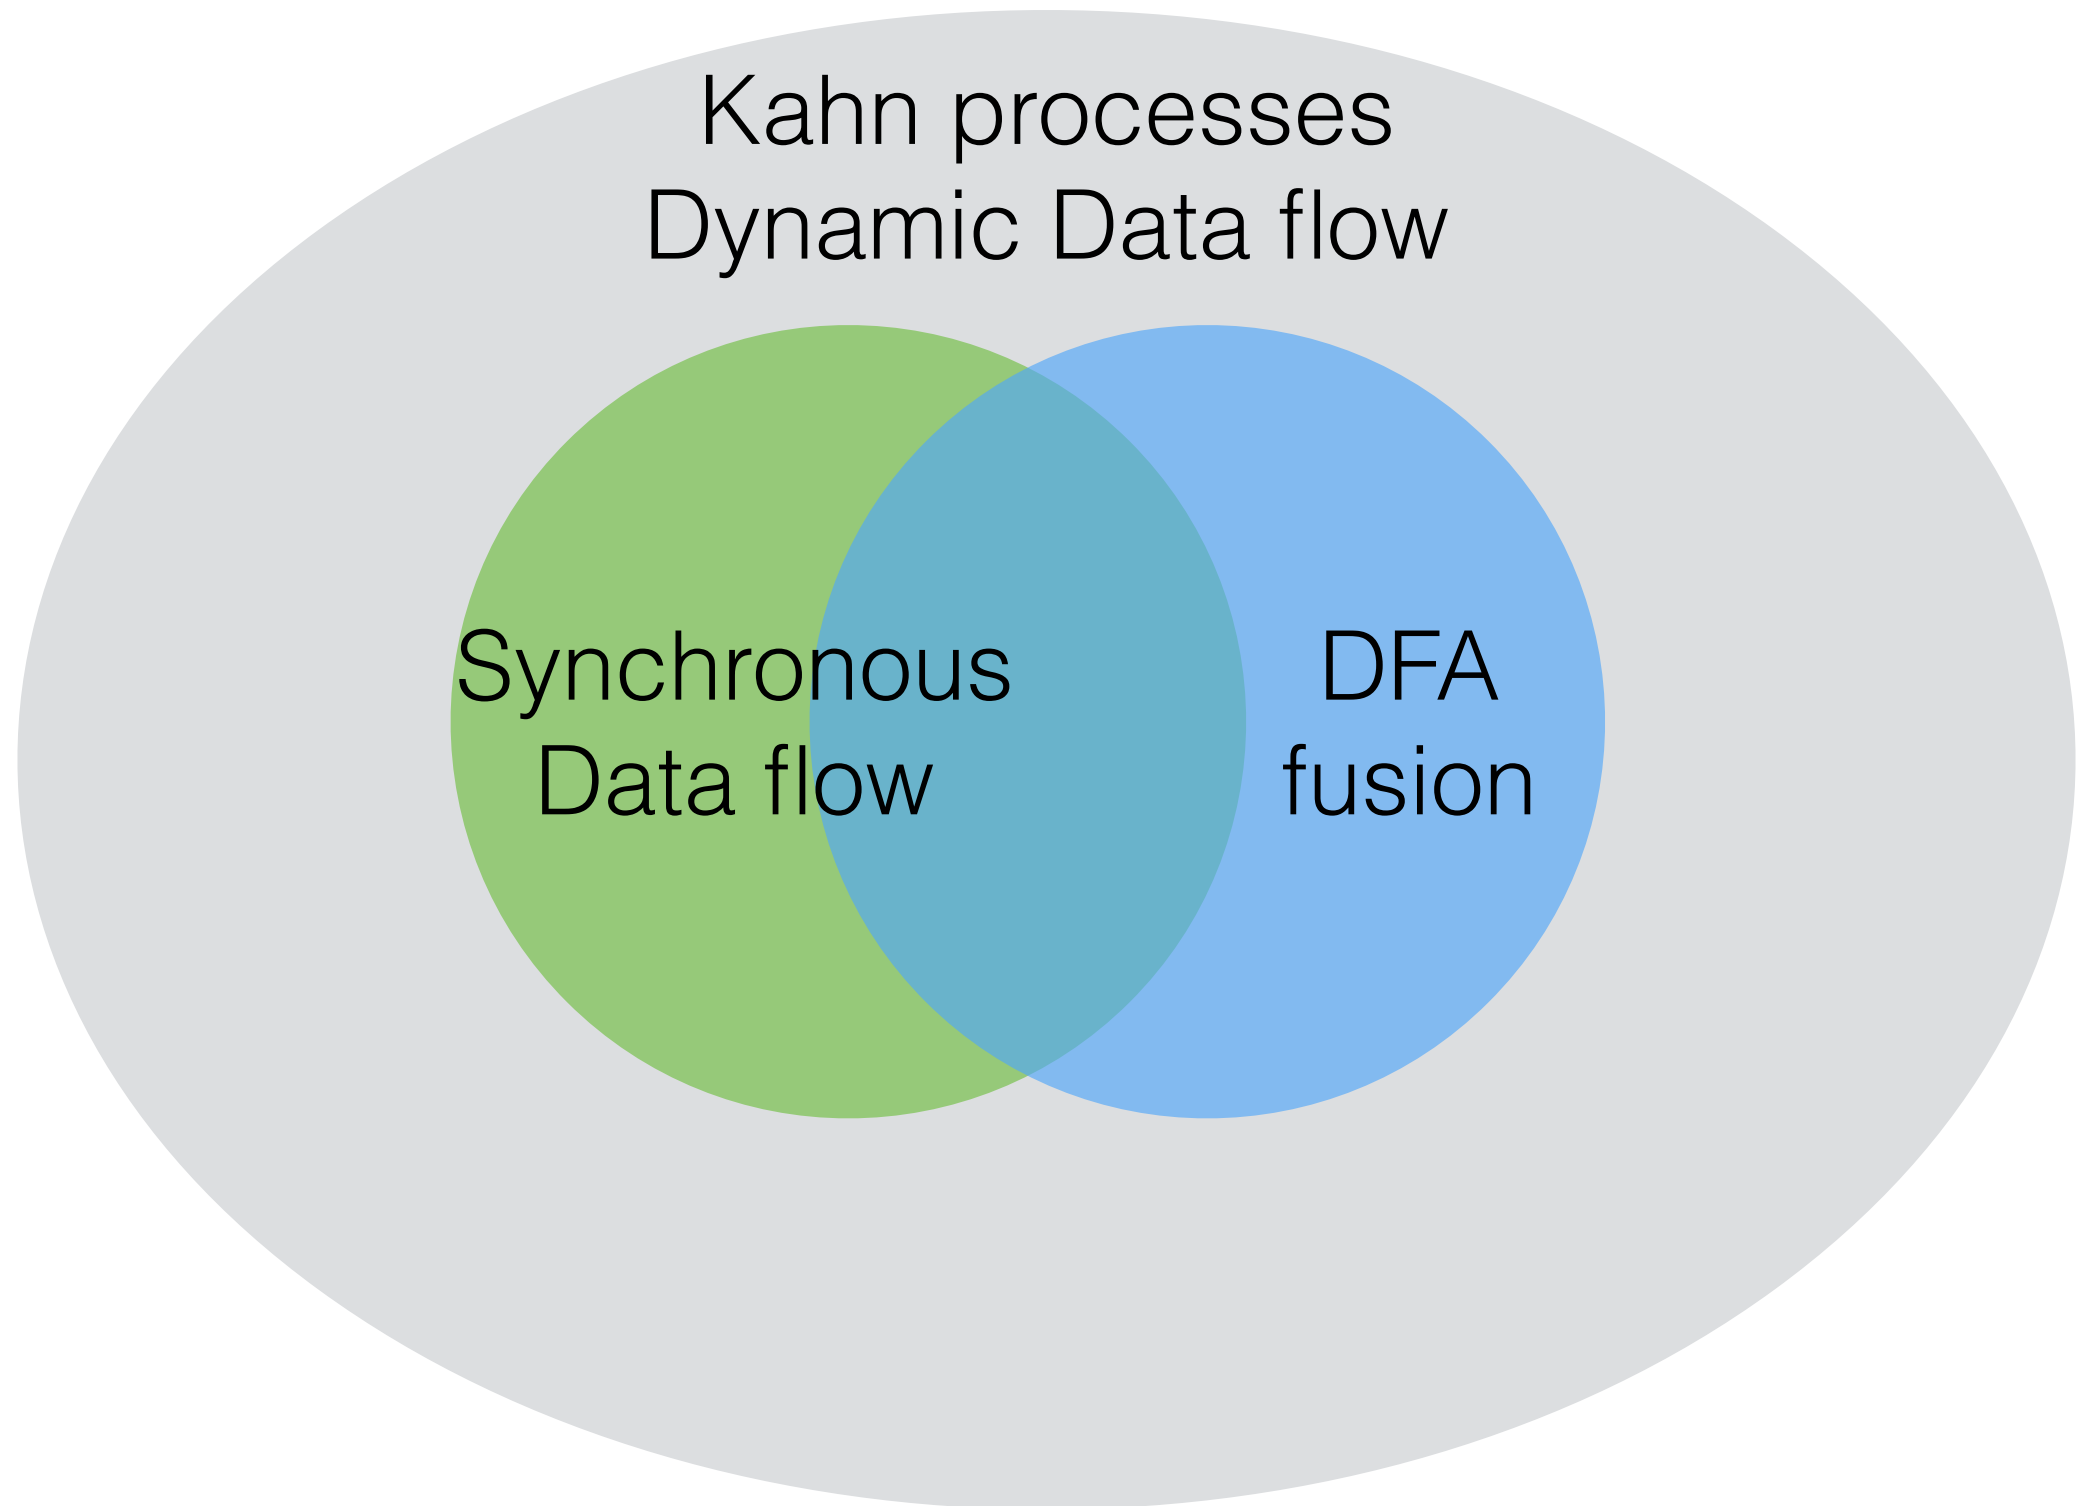 Kahn processes
Dynamic Data flow
Synchronous
Data flow
DFA
fusion